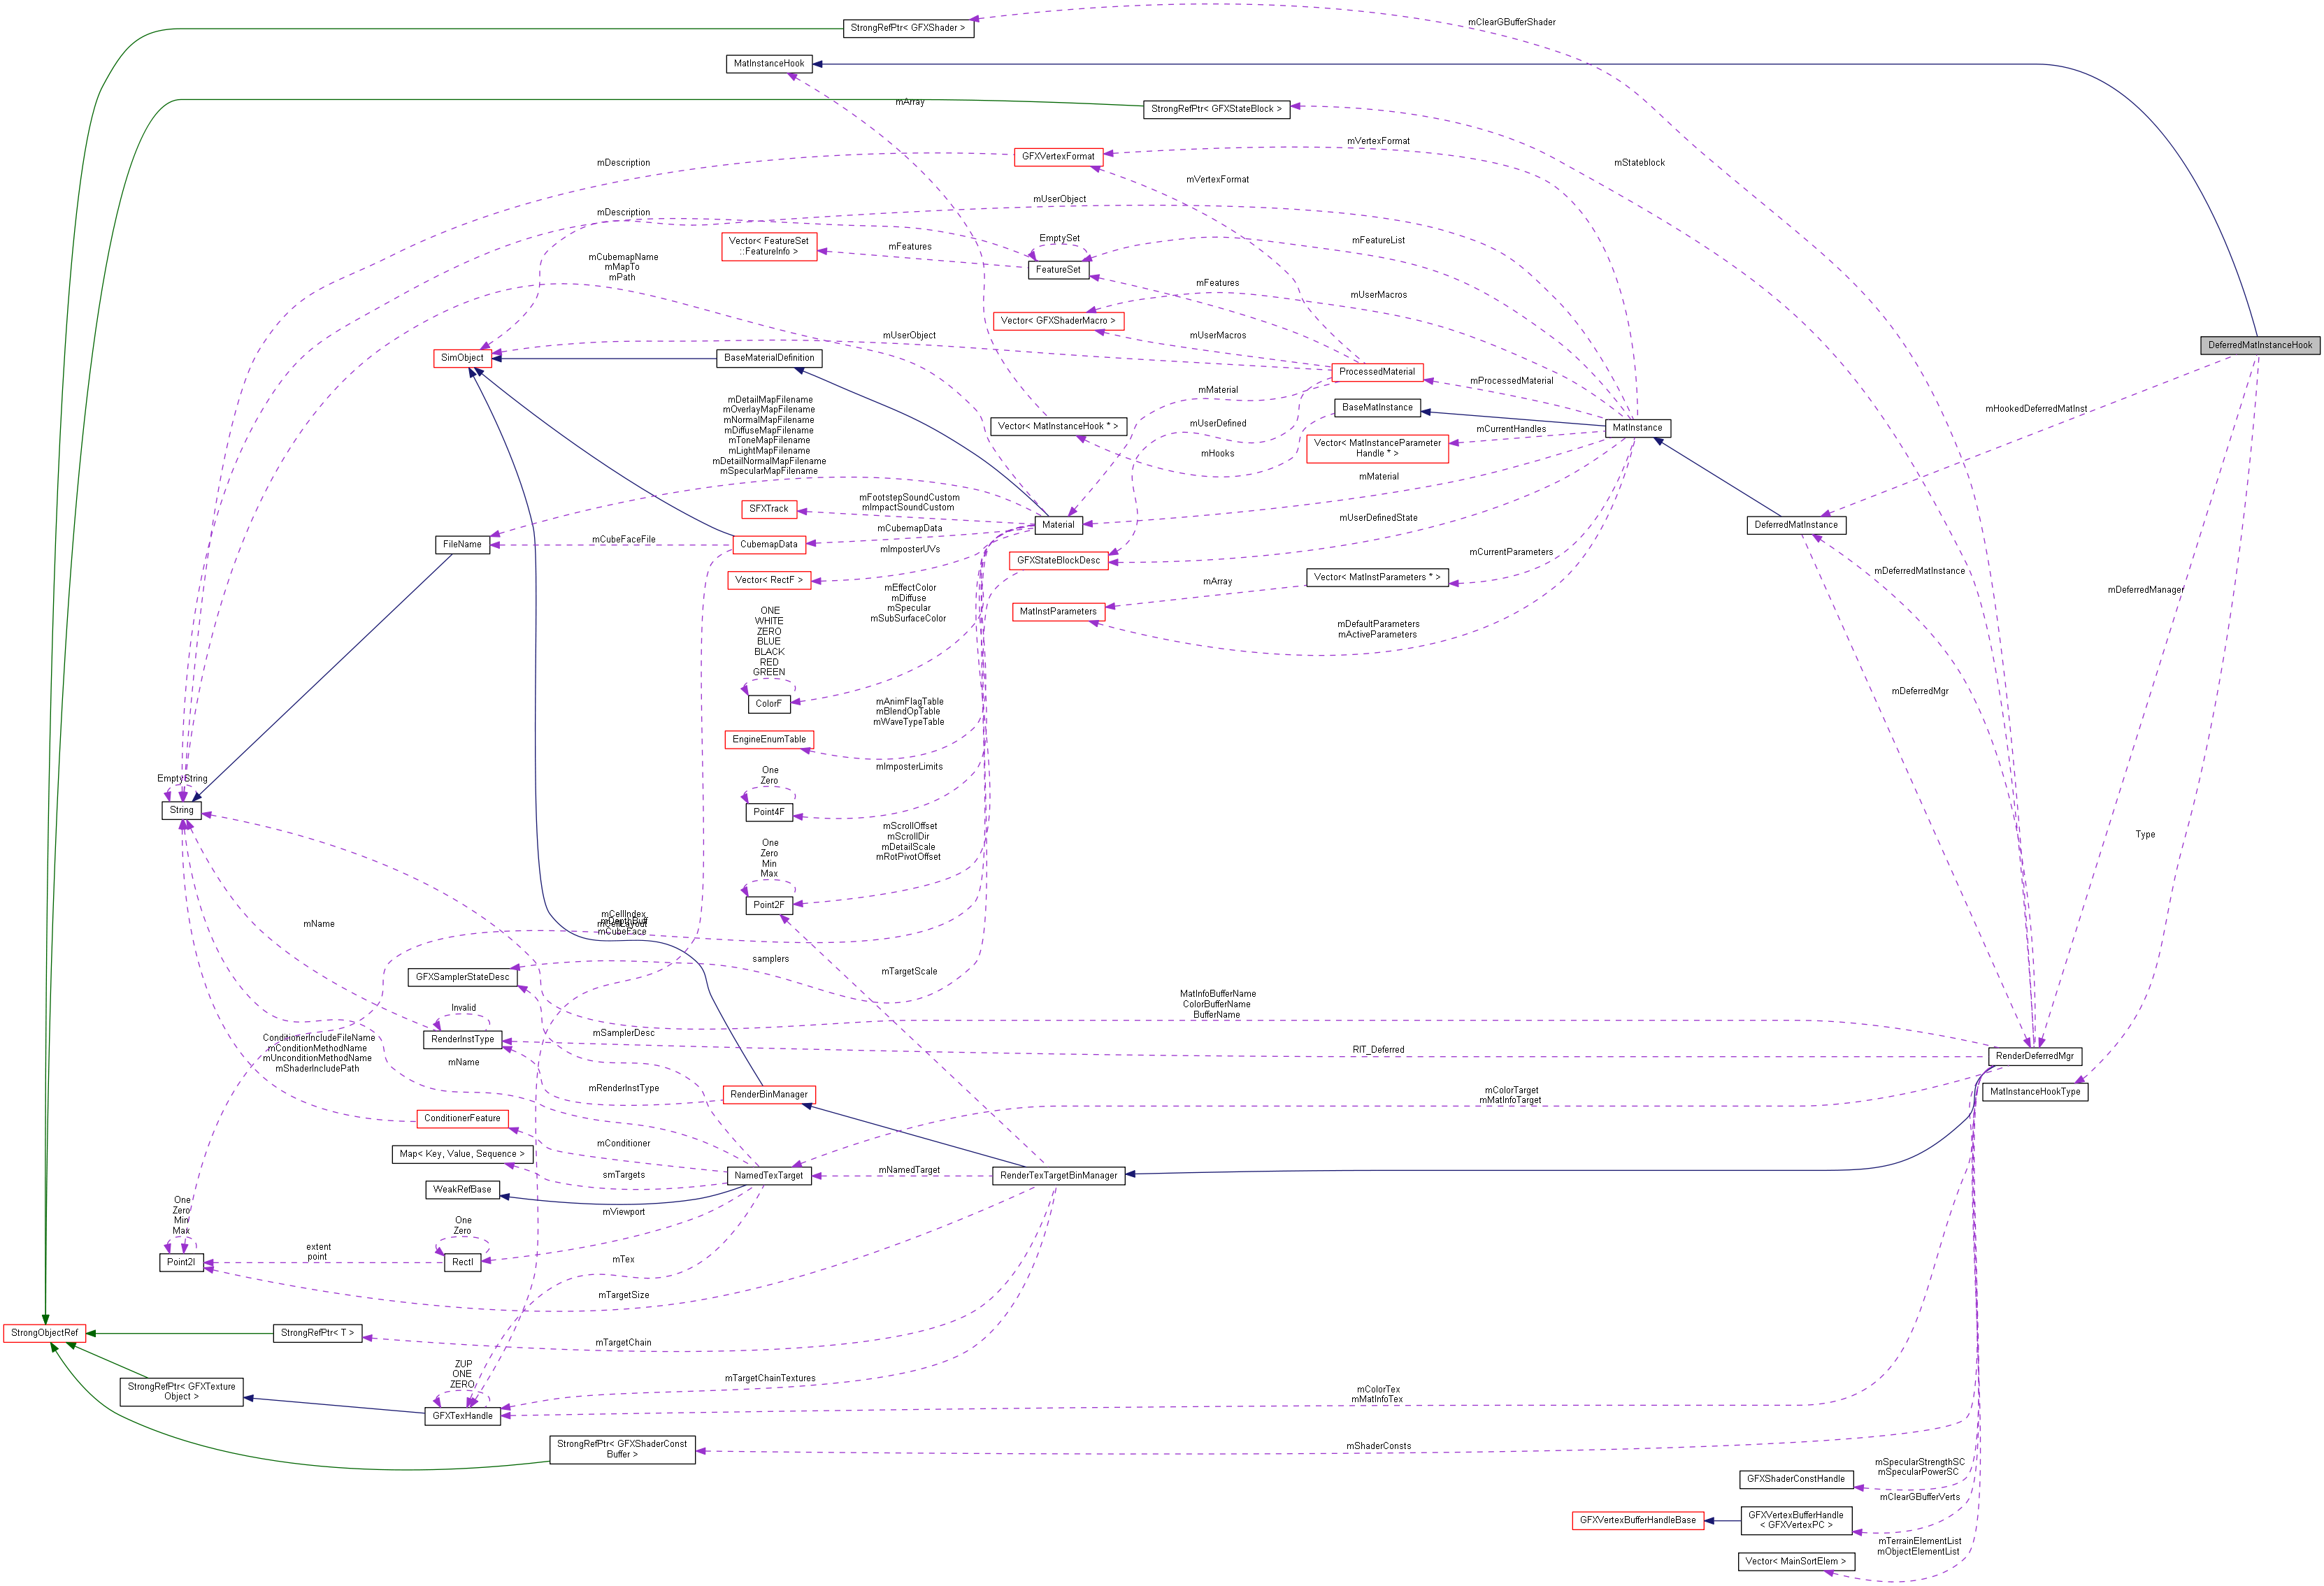 StrongRefPtr< GFXShader >
mClearGBufferShader
MatInstanceHook
mArray
StrongRefPtr< GFXStateBlock >
mStateblock
mVertexFormat
GFXVertexFormat
mDescription
mVertexFormat
mUserObject
mDescription
Vector< FeatureSet
::FeatureInfo >
mFeatures
EmptySet
FeatureSet
mFeatureList
mCubemapName
mMapTo
mPath
mFeatures
mUserMacros
Vector< GFXShaderMacro >
mUserObject
mUserMacros
DeferredMatInstanceHook
SimObject
BaseMaterialDefinition
ProcessedMaterial
mProcessedMaterial
mMaterial
BaseMatInstance
mHookedDeferredMatInst
mDetailMapFilename
mOverlayMapFilename
mNormalMapFilename
mDiffuseMapFilename
mToneMapFilename
mLightMapFilename
mDetailNormalMapFilename
mSpecularMapFilename
Vector< MatInstanceHook * >
mUserDefined
mHooks
Vector< MatInstanceParameter
Handle * >
mCurrentHandles
MatInstance
mMaterial
SFXTrack
mFootstepSoundCustom
mImpactSoundCustom
Material
mUserDefinedState
DeferredMatInstance
FileName
mCubeFaceFile
CubemapData
mCubemapData
mImposterUVs
GFXStateBlockDesc
mCurrentParameters
Vector< RectF >
Vector< MatInstParameters * >
mDeferredMatInstance
mArray
mDeferredManager
mEffectColor
mDiffuse
mSpecular
mSubSurfaceColor
MatInstParameters
mDefaultParameters
mActiveParameters
ONE
WHITE
ZERO
BLUE
BLACK
RED
GREEN
ColorF
mDeferredMgr
mAnimFlagTable
mBlendOpTable
mWaveTypeTable
EngineEnumTable
mImposterLimits
EmptyString
String
One
Zero
Point4F
Type
mScrollOffset
mScrollDir
mDetailScale
mRotPivotOffset
One
Zero
Min
Max
Point2F
mName
mCellIndex
mCubeFace
GFXSamplerStateDesc
samplers
mTargetScale
MatInfoBufferName
ColorBufferName
BufferName
Invalid
RenderInstType
mSamplerDesc
RIT_Deferred
RenderDeferredMgr
ConditionerIncludeFileName
mConditionMethodName
mUnconditionMethodName
mShaderIncludePath
mName
mRenderInstType
RenderBinManager
mColorTarget
mMatInfoTarget
MatInstanceHookType
ConditionerFeature
mConditioner
Map< Key, Value, Sequence >
smTargets
NamedTexTarget
mNamedTarget
RenderTexTargetBinManager
WeakRefBase
mViewport
One
Zero
Min
Max
Point2I
extent
point
One
Zero
RectI
mTex
mTargetSize
StrongObjectRef
StrongRefPtr< T >
mTargetChain
StrongRefPtr< GFXTexture
Object >
ZUP
ONE
ZERO
GFXTexHandle
mTargetChainTextures
mColorTex
mMatInfoTex
StrongRefPtr< GFXShaderConst
Buffer >
mShaderConsts
GFXShaderConstHandle
mSpecularStrengthSC
mSpecularPowerSC
mClearGBufferVerts
GFXVertexBufferHandleBase
GFXVertexBufferHandle
< GFXVertexPC >
mTerrainElementList
mObjectElementList
Vector< MainSortElem >